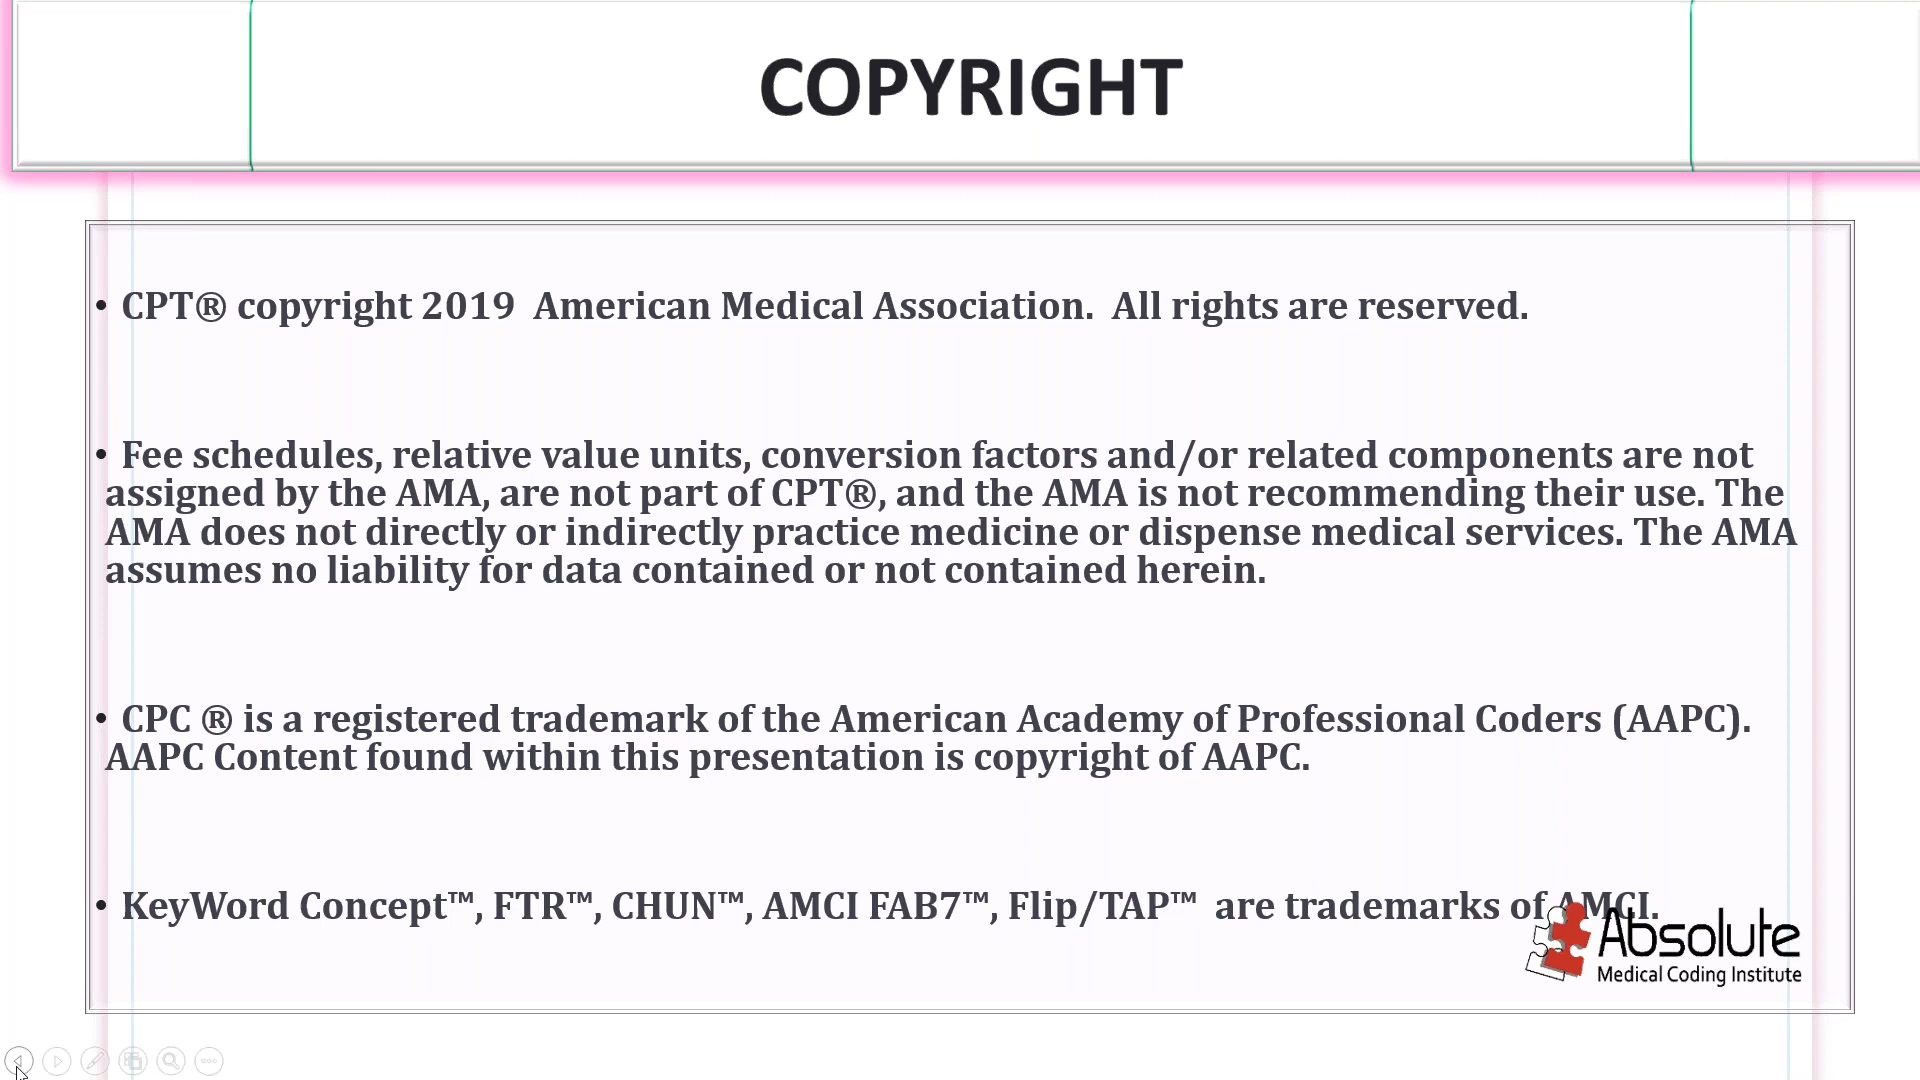 COPYRIGHT
• CPT® copyright 2019  American Medical Association.  All rights are reserved.
• Fee schedules, relative value units, conversion factors and/or related components are not
assigned by the AMA, are not part of CPT®, and the AMA is not recommending their use. The
AMA does not directly or indirectly practice medicine or dispense medical services. The AMA
assumes no liability for data contained or not contained herein.
• CPC ® is a registered trademark of the American Academy of Professional Coders (AAPC).
AAPC Content found within this presentation is copyright of AAPC.
• KeyWord Concept™, FTR™, CHUN™, AMCI FAB7™, Flip/TAP™  are trademarks of AMCI.
Absolute
Medical Coding Institute